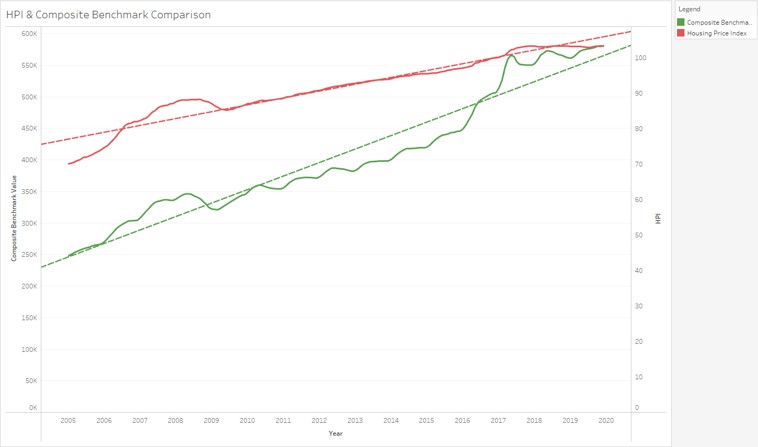 HPI & Composite Benchmark Comparison
Legend
Composite Benchma..
Housing Price Index
600K
550K
500K
450K
400K
350K
300K
250K
200K
150K
100K
50K
0K
Composite Benchmark Value
100
90
80
70
60
50
40
30
20
10
0
HPI
2005 2006 2007 2008 2009 2010 2011 2012 2013 2014 2015 2016 2017 2018 2019 2020
Year